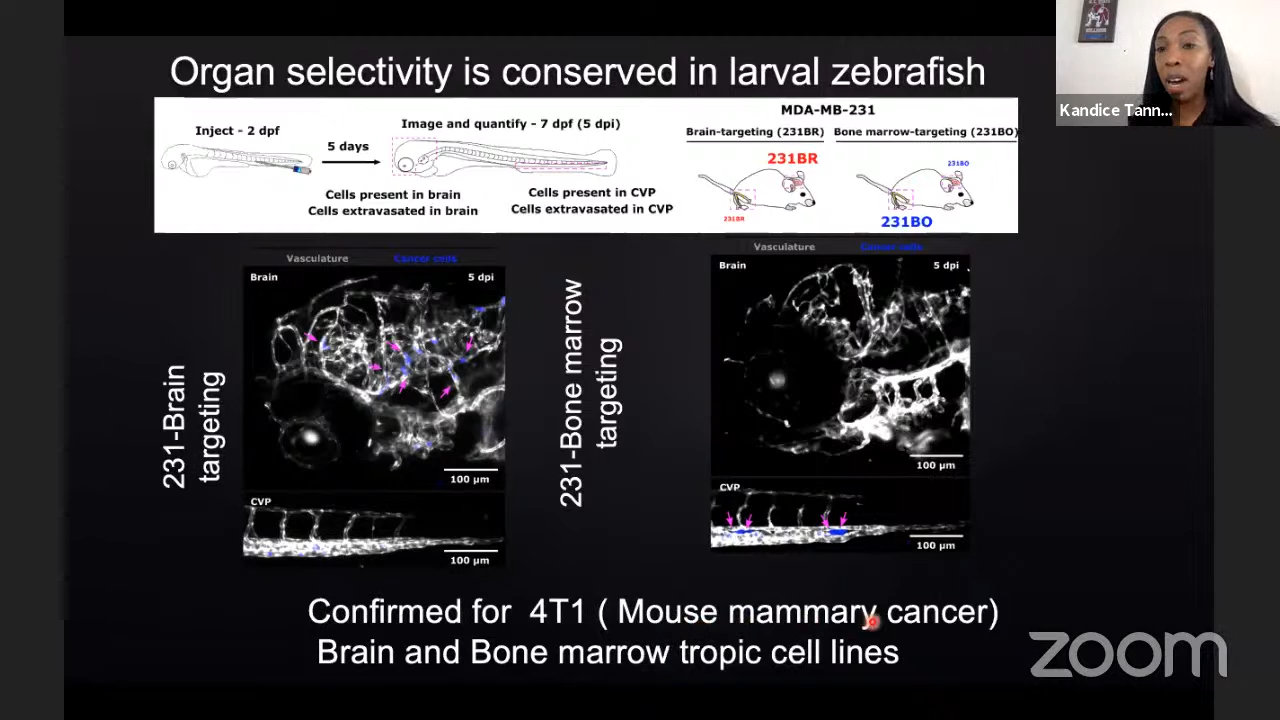 Organ selectivity is conserved in larval zebrafish
Kandice Tann...
Inject - 2 dpf
5 days
Image and quantify - 7 dpf (5 dpi)
Cells present in brain
Cells extravasated in brain
Cells present in CVP
Cells extravasated in CVP
MDA-MB-231
Brain-targeting (231BR)
Bone marrow-targeting (231BO)
231BR
231BR
231BO
231BO
Vasculature
Cancer cells
Brain
5 dpi
100 µm
CVP
100 µm
231-Brain
targeting
Vasculature
Cancer cells
Brain
5 dpi
100 µm
CVP
100 µm
231-Bone marrow
targeting
Confirmed for 4T1 ( Mouse mammary cancer)
Brain and Bone marrow tropic cell lines
zoom